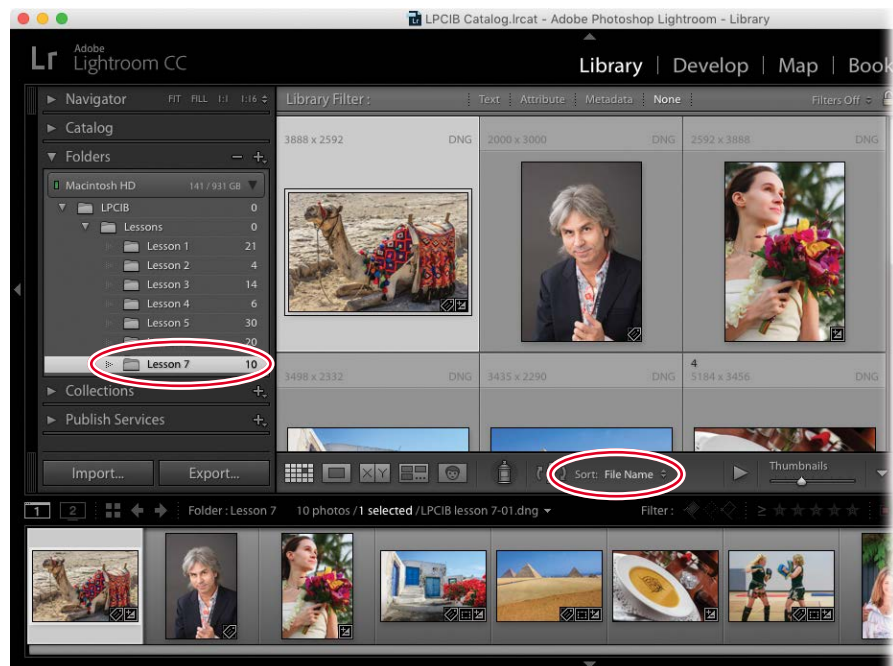 LPCIB Catalog.lrcat - Adobe Photoshop Lightroom - Library
Lr Adobe Lightroom CC
Library | Develop | Map | Book
Navigator FIT FILL 1:1 1:16
Library Filter : Text Attribute Metadata None Filters Off
Catalog
Folders
Macintosh HD 141 / 931 GB
LPCIB 0
Lessons 0
Lesson 1 21
Lesson 2 4
Lesson 3 14
Lesson 4 6
Lesson 5 30
20
Lesson 7 10
Collections
Publish Services
Import... Export...
3888 x 2592 DNG
2000 x 3000 DNG
2592 x 3888 DNG
3498 x 2332 DNG
3435 x 2290 DNG
4
5184 x 3456 DNG
XY
Sort: File Name
Thumbnails
1 2 Folder : Lesson 7 10 photos / 1 selected / LPCIB lesson 7-01.dng Filter :